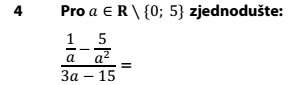 4 Pro a ∈ R \ {0; 5} zjednodušte:
1/a − 5/a²
3a − 15 =